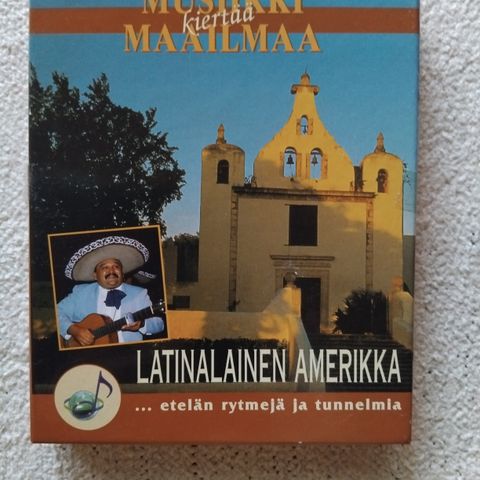 MUSIIKKI
kiertää
MAAILMAA
LATINALAINEN AMERIKKA
... etelän rytmejä ja tunnelmia